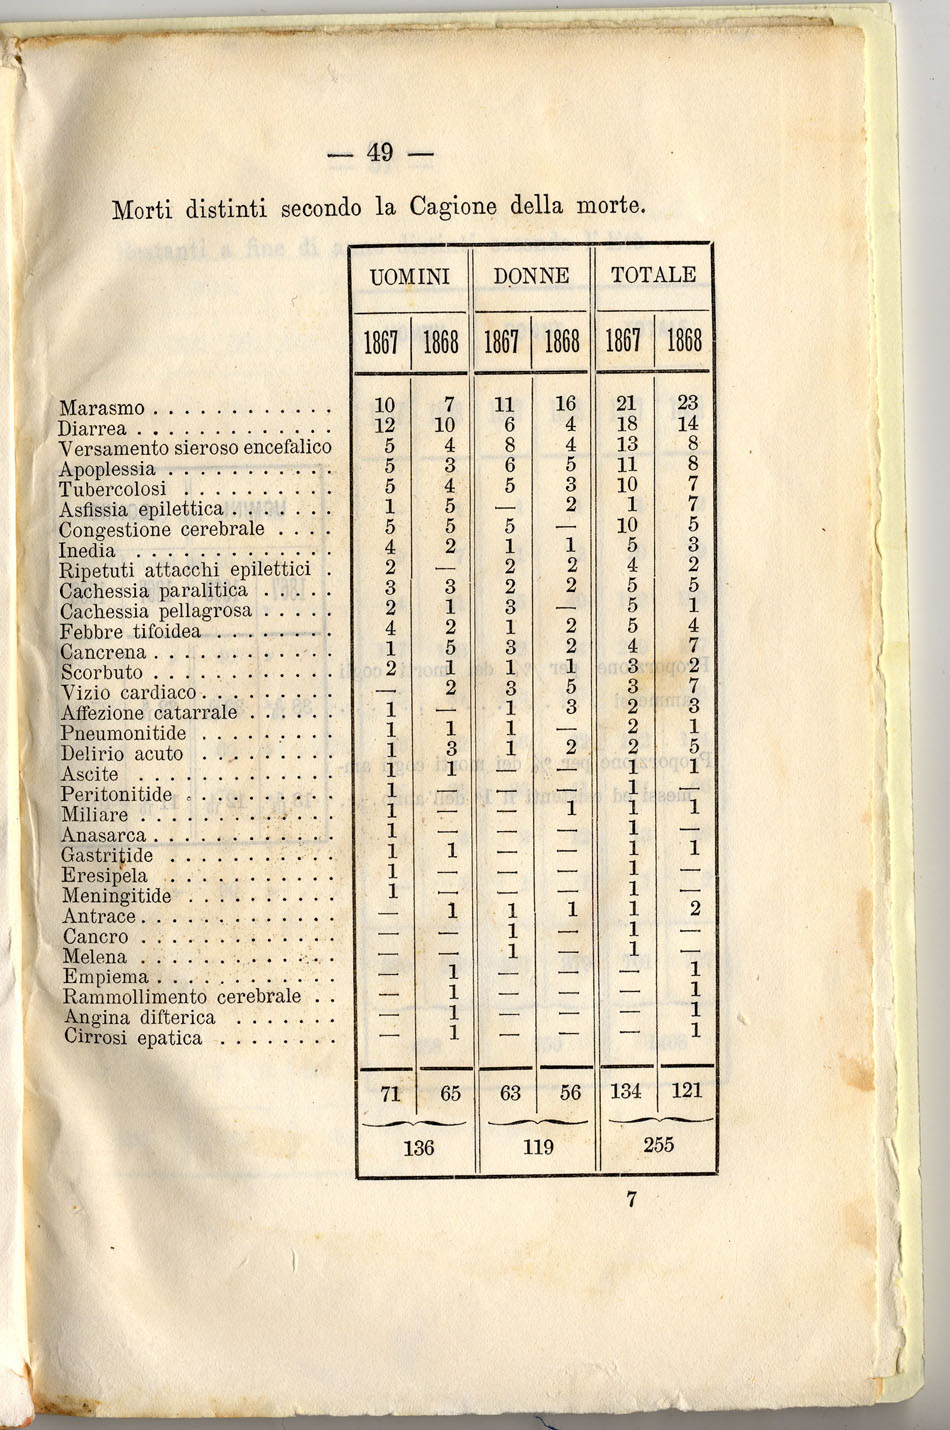 — 49 —
Morti distinti secondo la Cagione della morte.
UOMINI DONNE TOTALE
1867 1868 1867 1868 1867 1868
Marasmo . . . . . . . . . . . . 10 7 11 16 21 23
Diarrea . . . . . . . . . . . . . 12 10 6 4 18 14
Versamento sieroso encefalico 5 4 8 4 13 8
Apoplessia . . . . . . . . . . . 5 3 6 5 11 8
Tubercolosi . . . . . . . . . . 5 4 5 3 10 7
Asfissia epilettica . . . . . . . 1 5 — 2 1 7
Congestione cerebrale . . . . 5 5 5 — 10 5
Inedia . . . . . . . . . . . . . 4 2 1 1 5 3
Ripetuti attacchi epilettici . 2 — 2 2 4 2
Cachessia paralitica . . . . . 3 3 2 2 5 5
Cachessia pellagrosa . . . . . 2 1 3 — 5 1
Febbre tifoidea . . . . . . . . 4 2 1 2 5 4
Cancrena . . . . . . . . . . . . 1 5 3 2 4 7
Scorbuto . . . . . . . . . . . . 2 1 1 1 3 2
Vizio cardiaco . . . . . . . . . — 2 3 5 3 7
Affezione catarrale . . . . . . 1 — 1 3 2 3
Pneumonitide . . . . . . . . . 1 1 1 — 2 1
Delirio acuto . . . . . . . . . 1 3 1 2 2 5
Ascite . . . . . . . . . . . . . 1 1 — — 1 1
Peritonitide . . . . . . . . . . 1 — — — 1 —
Miliare . . . . . . . . . . . . . 1 — — 1 1 1
Anasarca . . . . . . . . . . . . 1 — — — 1 —
Gastritide . . . . . . . . . . . 1 1 — — 1 1
Eresipela . . . . . . . . . . . 1 — — — 1 —
Meningitide . . . . . . . . . . 1 — — — 1 —
Antrace . . . . . . . . . . . . . — 1 1 1 1 2
Cancro . . . . . . . . . . . . . — — 1 — 1 —
Melena . . . . . . . . . . . . . — — 1 — 1 —
Empiema . . . . . . . . . . . . — 1 — — — 1
Rammollimento cerebrale . . — 1 — — — 1
Angina difterica . . . . . . . — 1 — — — 1
Cirrosi epatica . . . . . . . . — 1 — — — 1
71 65 63 56 134 121
136 119 255
7